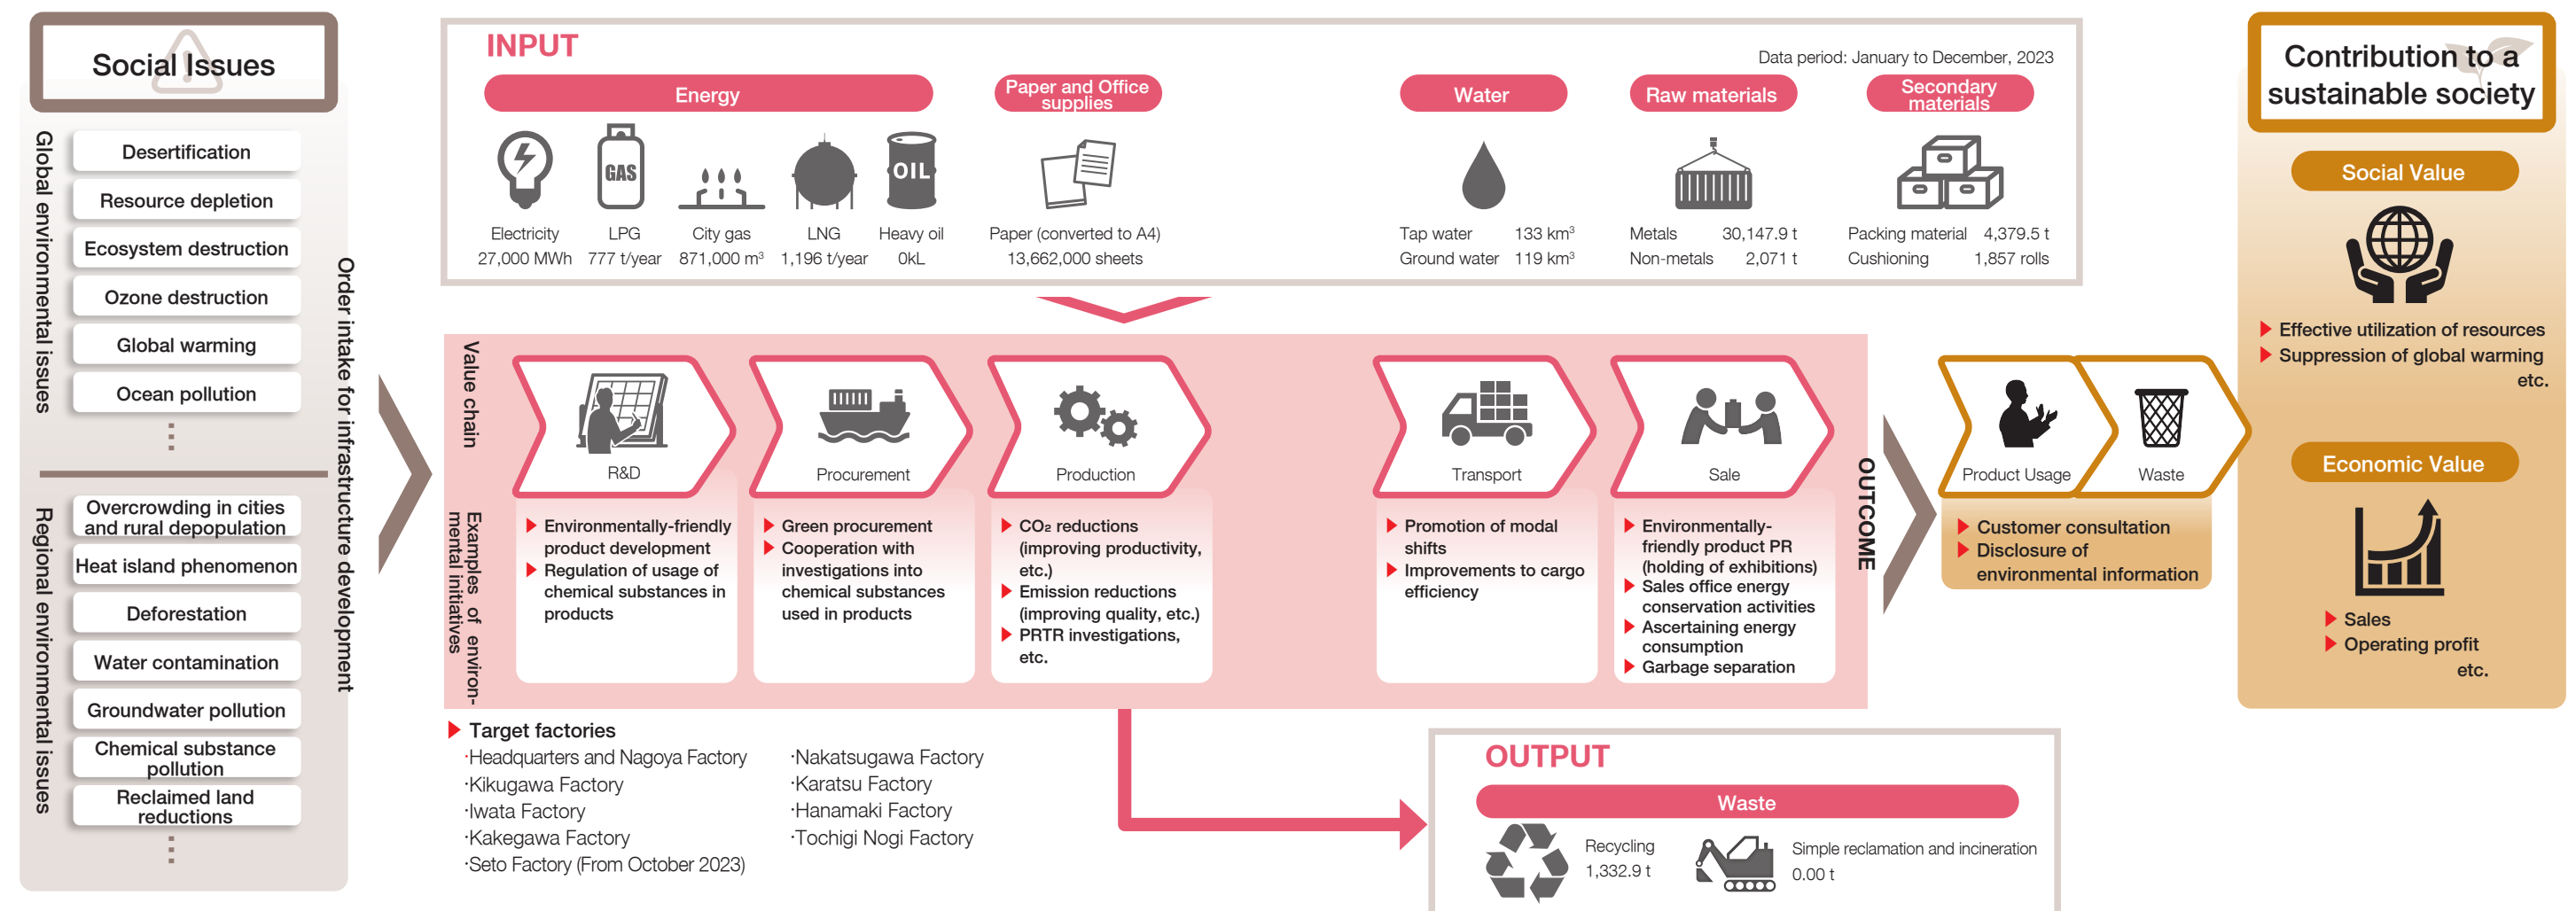 Social Issues
Global environmental issues
Desertification
Resource depletion
Ecosystem destruction
Ozone destruction
Global warming
Ocean pollution
Regional environmental issues
Overcrowding in cities
and rural depopulation
Heat island phenomenon
Deforestation
Water contamination
Groundwater pollution
Chemical substance
pollution
Reclaimed land
reductions
Order intake for infrastructure development
INPUT
Data period: January to December, 2023
Energy
GAS
OIL
Electricity
27,000 MWh
LPG
777 t/year
City gas
871,000 m³
LNG
1,196 t/year
Heavy oil
0kL
Paper and Office
supplies
Paper (converted to A4)
13,662,000 sheets
Water
Tap water 133 km³
Ground water 119 km³
Raw materials
Metals 30,147.9 t
Non-metals 2,071 t
Secondary
materials
Packing material 4,379.5 t
Cushioning 1,857 rolls
Value chain
R&D
Procurement
Production
Transport
Sale
Examples of environ-
mental initiatives
Environmentally-friendly
product development
Regulation of usage of
chemical substances in
products
Green procurement
Cooperation with
investigations into
chemical substances
used in products
CO₂ reductions
(improving productivity,
etc.)
Emission reductions
(improving quality, etc.)
PRTR investigations,
etc.
Promotion of modal
shifts
Improvements to cargo
efficiency
Environmentally-
friendly product PR
(holding of exhibitions)
Sales office energy
conservation activities
Ascertaining energy
consumption
Garbage separation
OUTCOME
Product Usage
Waste
Customer consultation
Disclosure of
environmental information
Contribution to a
sustainable society
Social Value
Effective utilization of resources
Suppression of global warming
etc.
Economic Value
Sales
Operating profit
etc.
Target factories
·Headquarters and Nagoya Factory
·Kikugawa Factory
·Iwata Factory
·Kakegawa Factory
·Seto Factory (From October 2023)
·Nakatsugawa Factory
·Karatsu Factory
·Hanamaki Factory
·Tochigi Nogi Factory
OUTPUT
Waste
Recycling
1,332.9 t
Simple reclamation and incineration
0.00 t